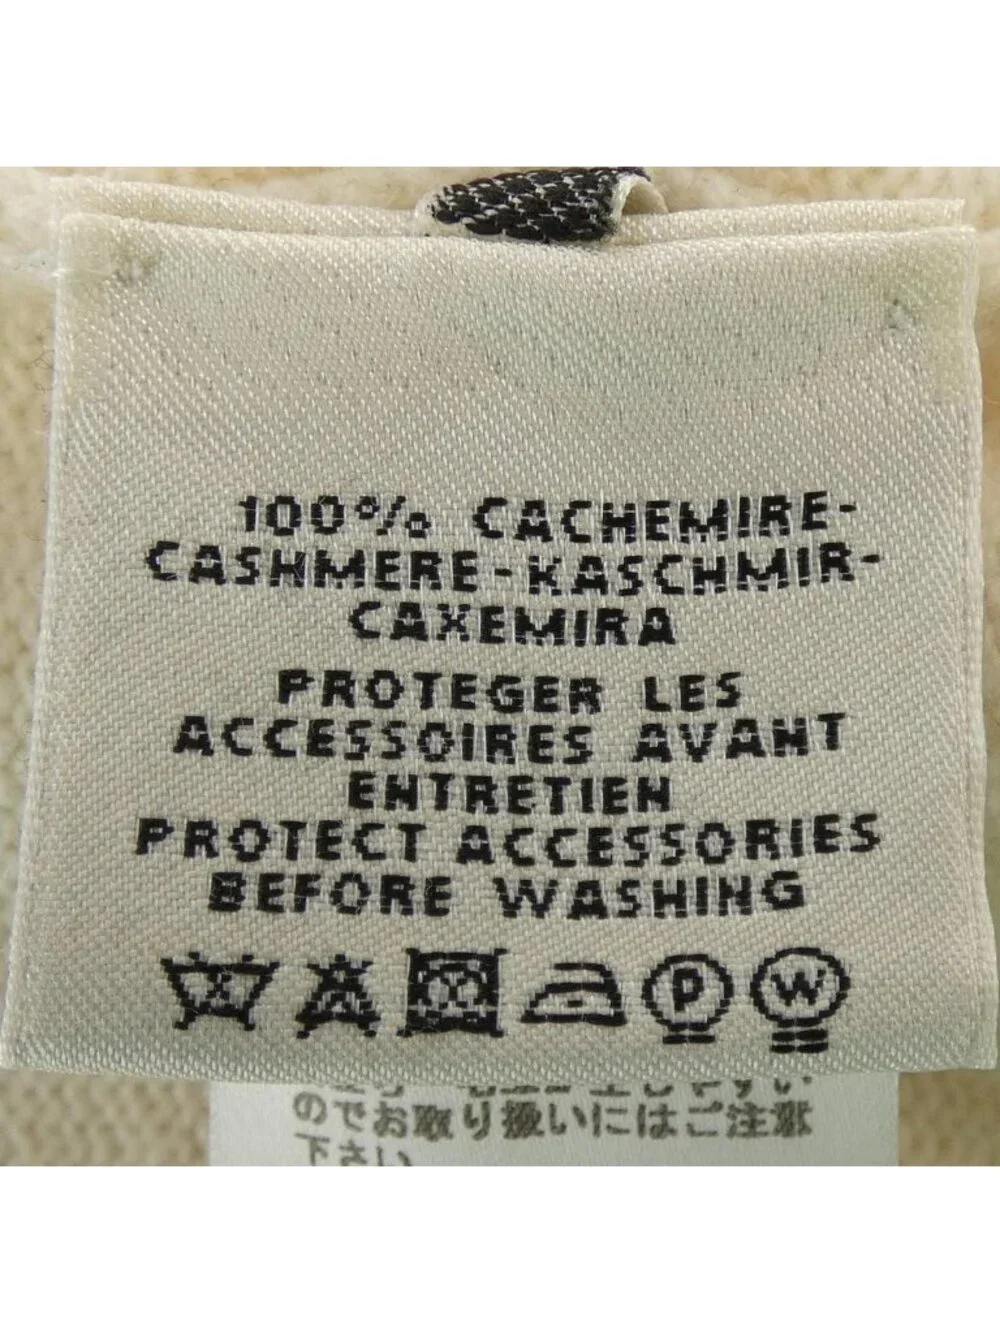 100% CACHEMIRE-
CASHMERE-KASCHMIR-
CAXEMIRA
PROTEGER LES
ACCESSOIRES AVANT
ENTRETIEN
PROTECT ACCESSORIES
BEFORE WASHING
P W
のでお取り扱いにはご注意
下さい